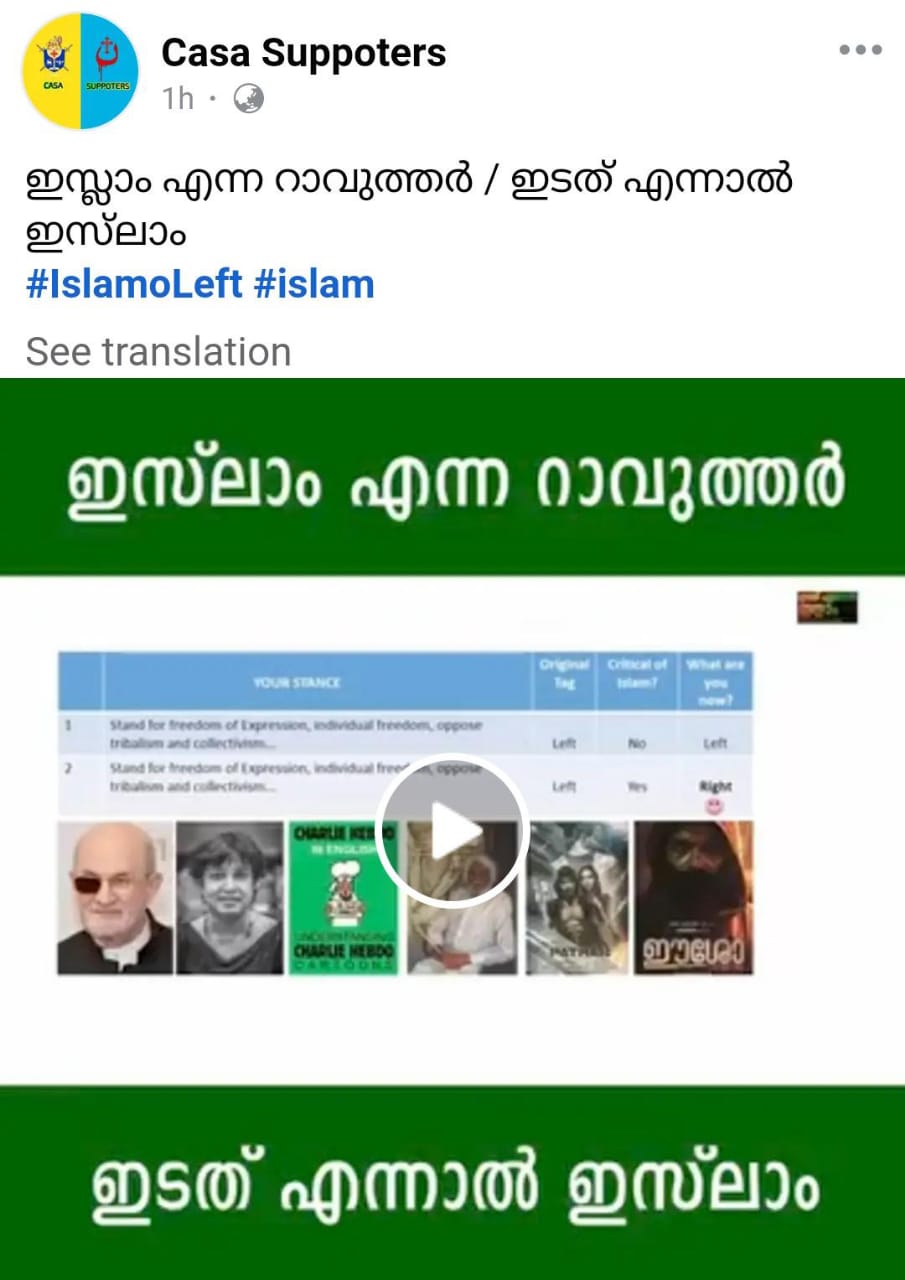 CASA
SUPPOTERS
Casa Suppoters
1h ·
ഇസ്ലാം എന്ന റാവുത്തർ / ഇടത് എന്നാൽ
ഇസ്‌ലാം
#IslamoLeft #islam
See translation
ഇസ്‌ലാം എന്ന റാവുത്തർ
YOUR STANCE
Original
Tag
Critical of
Islam?
What are
you
now?
1
Stand for freedom of Expression, individual freedom, oppose
tribalism and collectivism...
Left
No
Left
2
Stand for freedom of Expression, individual oppose
tribalism and collectivism...
Left
Yes
Right
CHARLIE HEBDO
IN ENGLISH
UNDERSTANDING
CHARLIE HEBDO
CARTOONS
ഈശോ
ഇടത് എന്നാൽ ഇസ്‌ലാം